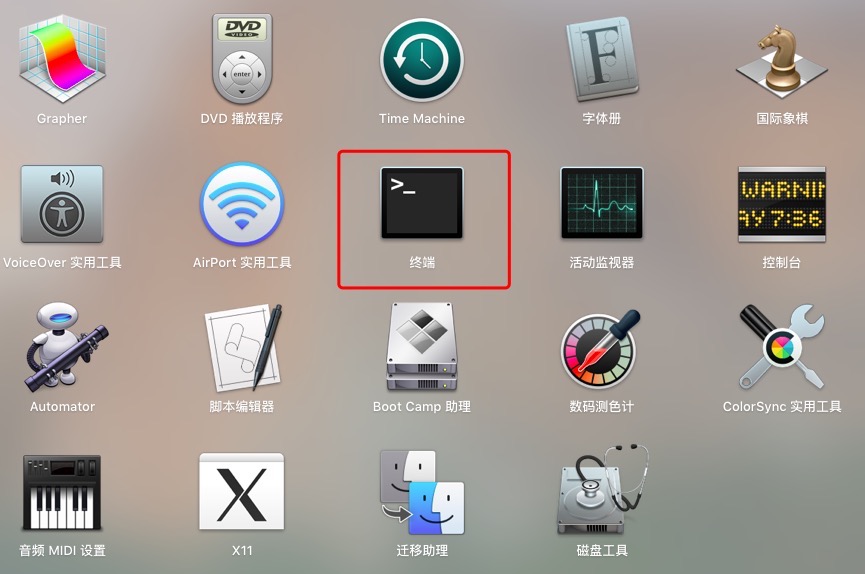 DVD
VIDEO
enter
F
Grapher
DVD 播放程序
Time Machine
字体册
国际象棋
>_
WARNIN
AY 7:36
VoiceOver 实用工具
AirPort 实用工具
终端
活动监视器
控制台
Automator
脚本编辑器
Boot Camp 助理
数码测色计
ColorSync 实用工具
X
音频 MIDI 设置
X11
迁移助理
磁盘工具